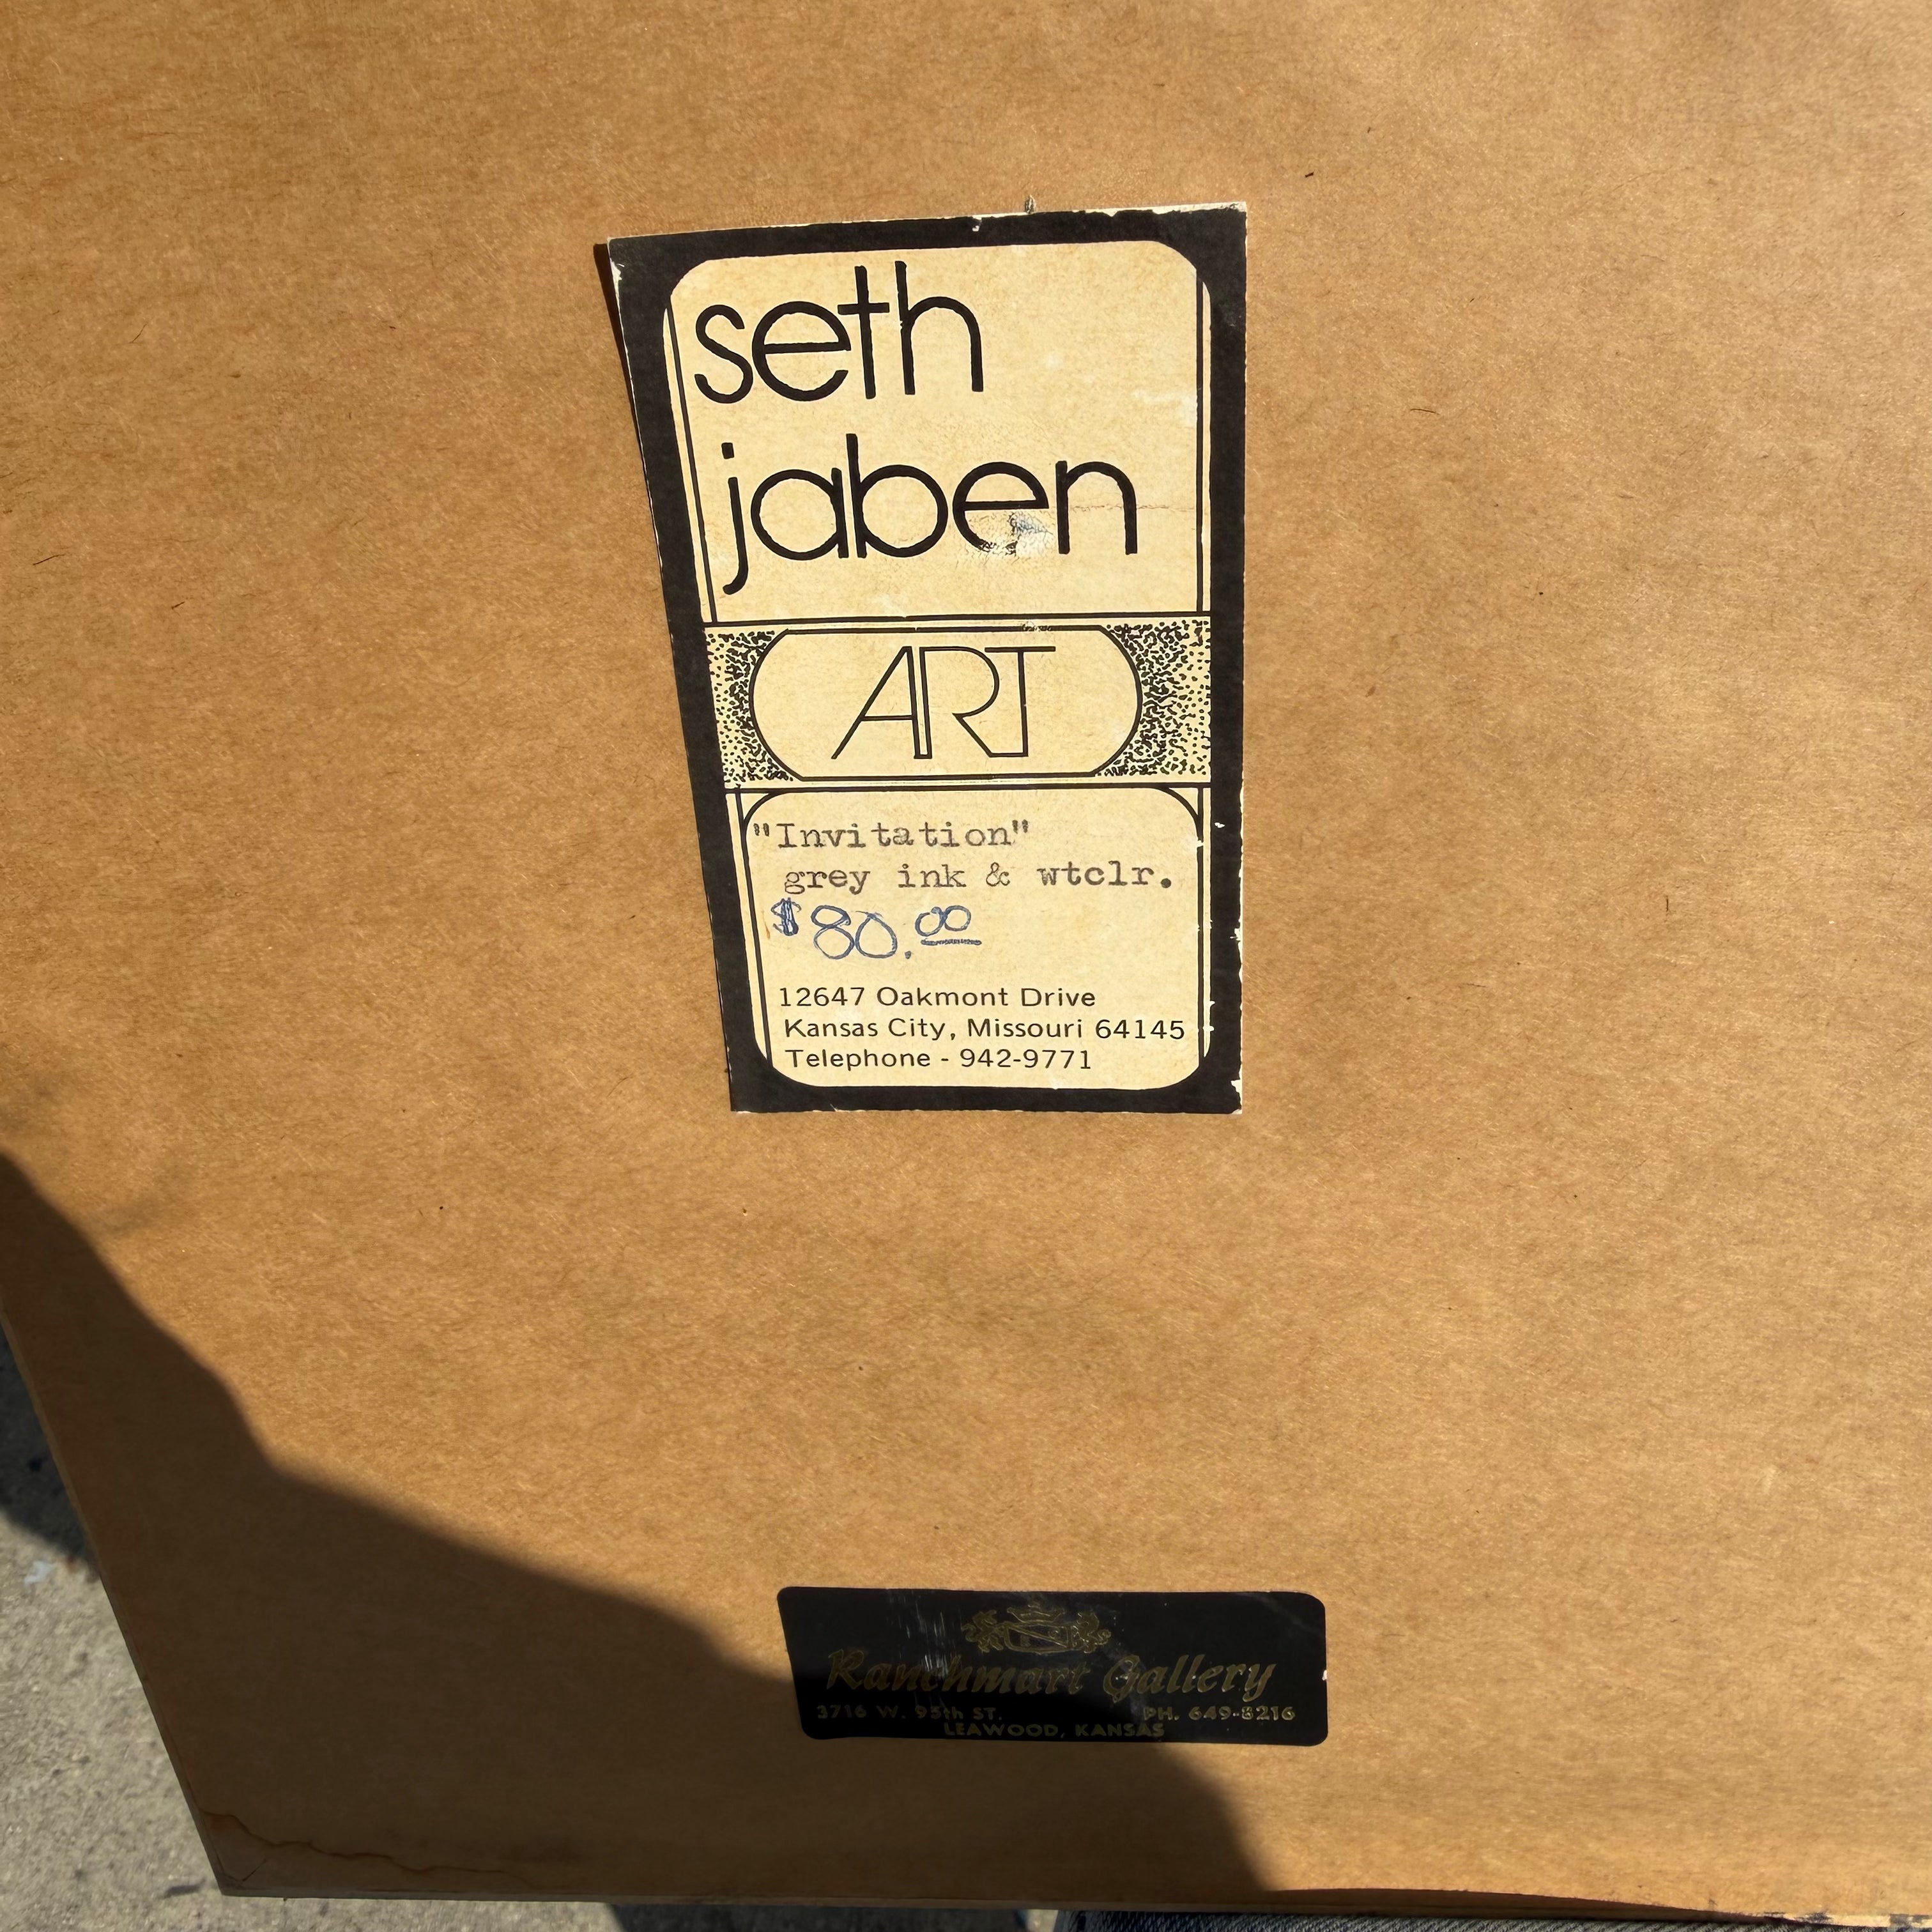 seth
jaben
ART
"Invitation"
grey ink & wtclr.
$80.00
12647 Oakmont Drive
Kansas City, Missouri 64145
Telephone - 942-9771
Ranchmart Gallery
3716 W. 95th ST. PH. 649-8216
LEAWOOD, KANSAS